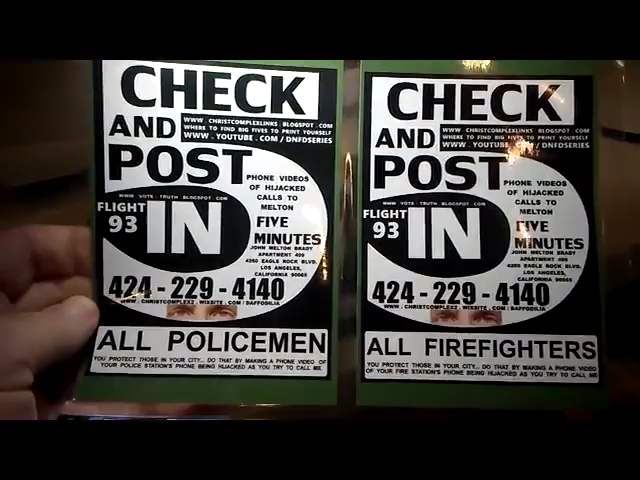 CHECK
WWW . CHRISTCOMPLEXLINKS . BLOGSPOT . COM
WHERE TO FIND BIG FIVES TO PRINT YOURSELF
WWW . YOUTUBE . COM / DNFDSERIES
AND
POST
PHONE VIDEOS
OF HIJACKED
CALLS TO
MELTON
WWW . VOTE - TRUTH . BLOGSPOT . COM
FLIGHT
93
IN
FIVE
MINUTES
JOHN MELTON BRADY
APARTMENT 409
4260 EAGLE ROCK BLVD.
LOS ANGELES,
CALIFORNIA 90065
424 - 229 - 4140
WWW . CHRISTCOMPLEX2 . WIXSITE . COM / DAFFODILIA
ALL POLICEMEN
YOU PROTECT THOSE IN YOUR CITY... DO THAT BY MAKING A PHONE VIDEO OF
YOUR POLICE STATION'S PHONE BEING HIJACKED AS YOU TRY TO CALL ME
CHECK
WWW . CHRISTCOMPLEXLINKS . BLOGSPOT . COM
WHERE TO FIND BIG FIVES TO PRINT YOURSELF
WWW . YOUTUBE . COM / DNFDSERIES
AND
POST
PHONE VIDEOS
OF HIJACKED
CALLS TO
MELTON
WWW . VOTE - TRUTH . BLOGSPOT . COM
FLIGHT
93
IN
FIVE
MINUTES
JOHN MELTON BRADY
APARTMENT 409
4260 EAGLE ROCK BLVD.
LOS ANGELES,
CALIFORNIA 90065
424 - 229 - 4140
WWW . CHRISTCOMPLEX2 . WIXSITE . COM / DAFFODILIA
ALL FIREFIGHTERS
YOU PROTECT THOSE IN YOUR CITY... DO THAT BY MAKING A PHONE VIDEO
OF YOUR FIRE STATION'S PHONE BEING HIJACKED AS YOU TRY TO CALL ME